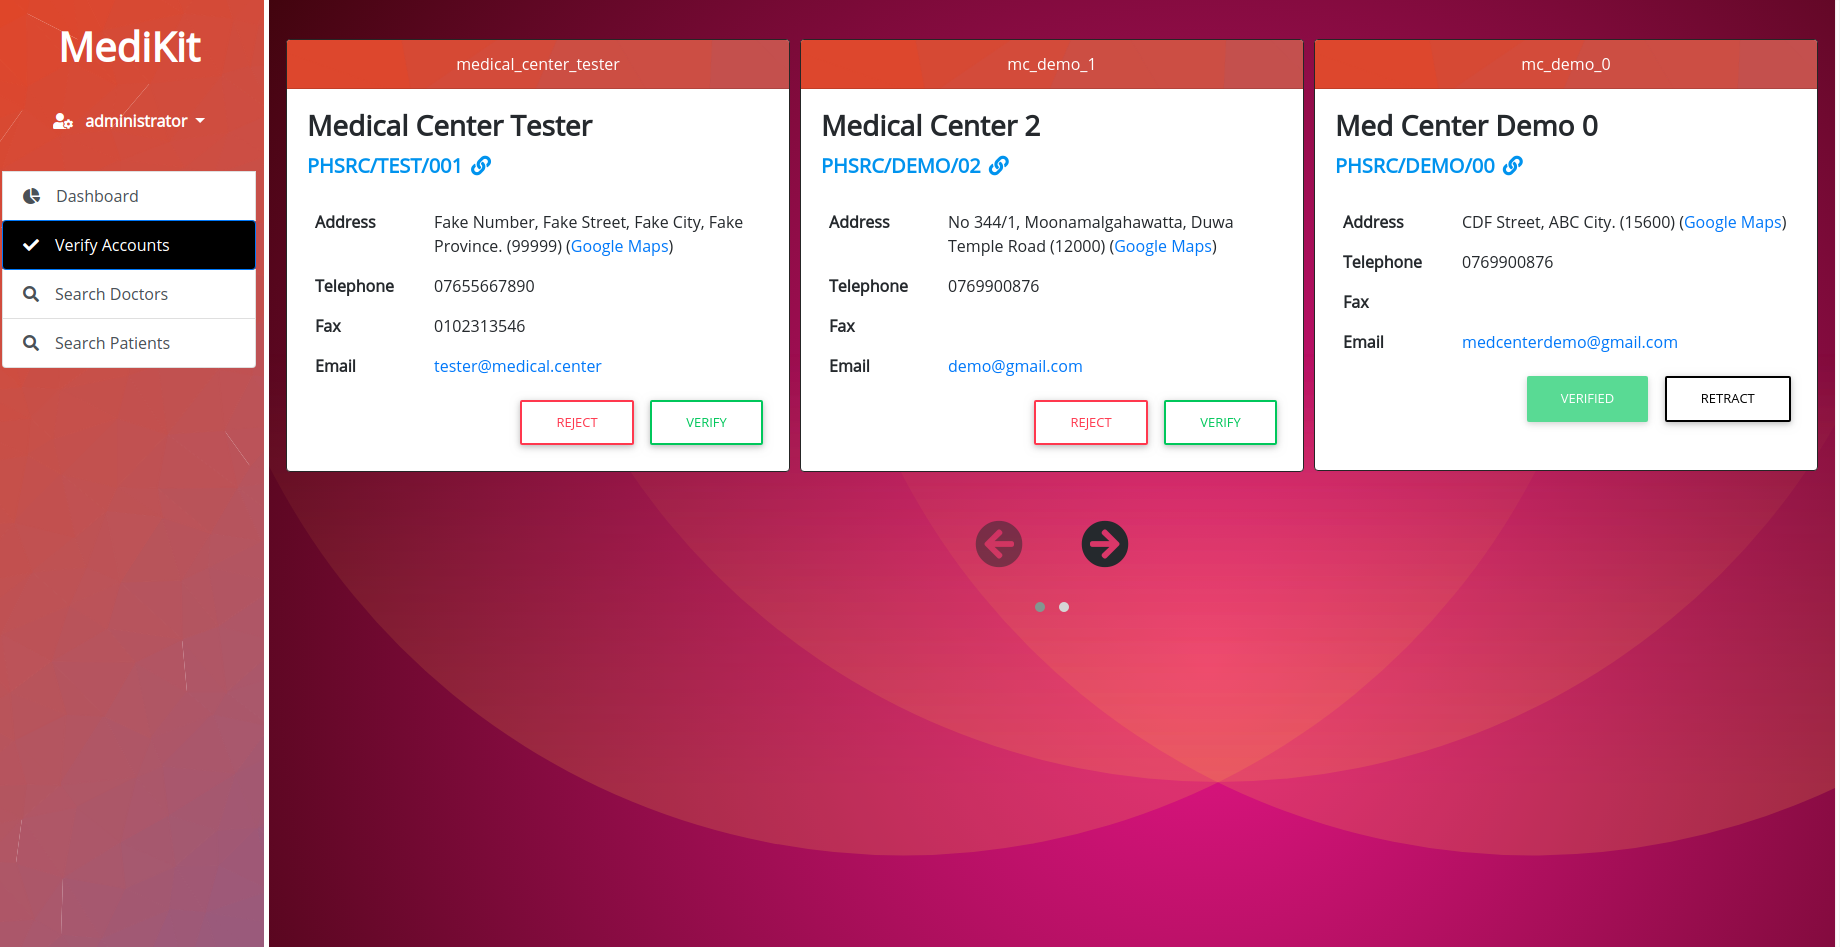 MediKit
administrator
Dashboard
Verify Accounts
Search Doctors
Search Patients
medical_center_tester
Medical Center Tester
PHSRC/TEST/001
Address Fake Number, Fake Street, Fake City, Fake
Province. (99999) (Google Maps)
Telephone 07655667890
Fax 0102313546
Email tester@medical.center
REJECT VERIFY
mc_demo_1
Medical Center 2
PHSRC/DEMO/02
Address No 344/1, Moonamalgahawatta, Duwa
Temple Road (12000) (Google Maps)
Telephone 0769900876
Fax
Email demo@gmail.com
REJECT VERIFY
mc_demo_0
Med Center Demo 0
PHSRC/DEMO/00
Address CDF Street, ABC City. (15600) (Google Maps)
Telephone 0769900876
Fax
Email medcenterdemo@gmail.com
VERIFIED RETRACT